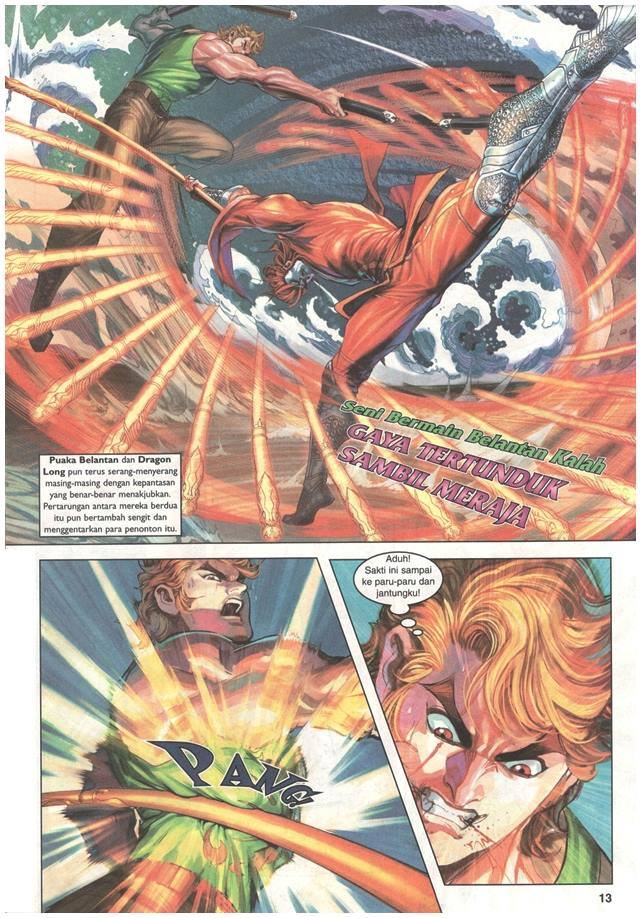 Seni Bermain Belantan Kalah
GAYA TERTUNDUK
SAMBIL MERAJA
Puaka Belantan dan Dragon
Long pun terus serang-menyerang
masing-masing dengan kepantasan
yang benar-benar menakjubkan.
Pertarungan antara mereka berdua
itu pun bertambah sengit dan
menggentarkan para penonton itu.
PANG
Aduh!
Sakti ini sampai
ke paru-paru dan
jantungku!
13